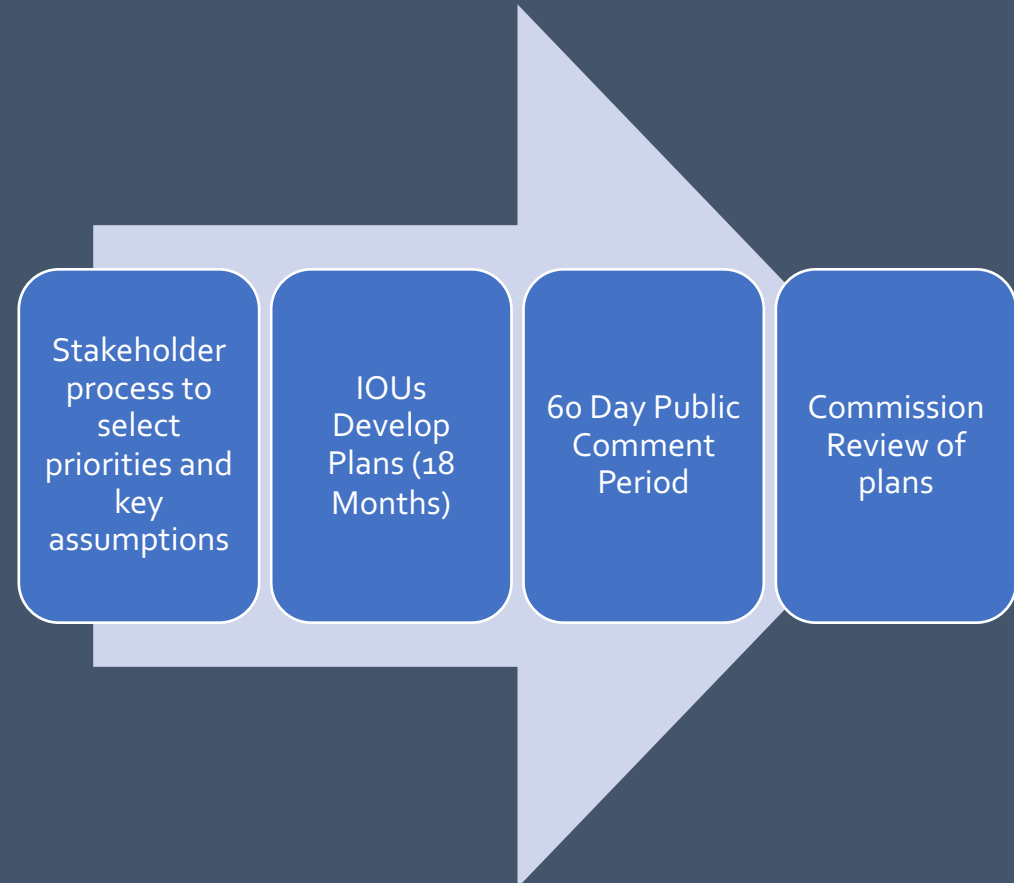 Stakeholder
process to
select
priorities and
key
assumptions
IOUs
Develop
Plans (18
Months)
60 Day Public
Comment
Period
Commission
Review of
plans